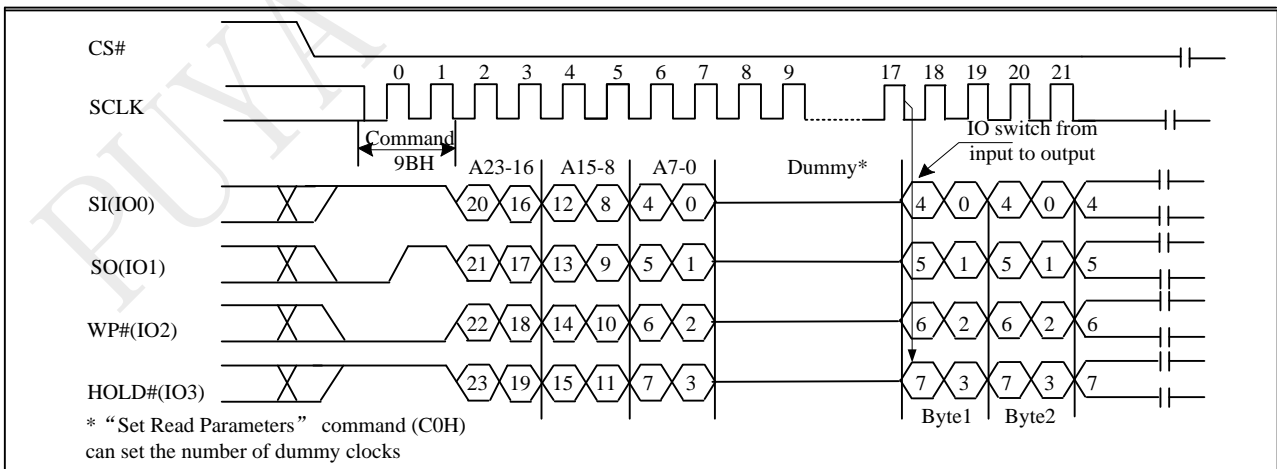 PUYA
CS#
0 1 2 3 4 5 6 7 8 9 17 18 19 20 21
SCLK
Command
9BH
IO switch from
input to output
A23-16 A15-8 A7-0 Dummy*
SI(IO0) 20 16 12 8 4 0 4 0 4 0 4
SO(IO1) 21 17 13 9 5 1 5 1 5 1 5
WP#(IO2) 22 18 14 10 6 2 6 2 6 2 6
HOLD#(IO3) 23 19 15 11 7 3 7 3 7 3 7
Byte1 Byte2
* “Set Read Parameters” command (C0H)
can set the number of dummy clocks